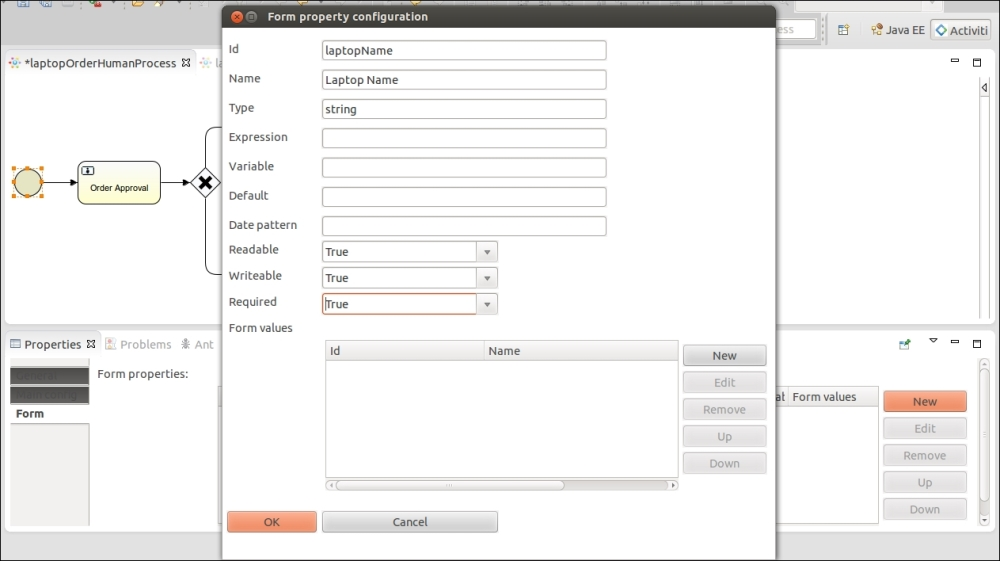 Form property configuration
cess
Java EE
Activiti
*laptopOrderHumanProcess
Order Approval
Id
laptopName
Name
Laptop Name
Type
string
Expression
Variable
Default
Date pattern
Readable
True
Writeable
True
Required
True
Form values
Id Name
New
Edit
Remove
Up
Down
OK Cancel
Properties Problems Ant
Form properties:
Form
Form values
New
Edit
Remove
Up
Down